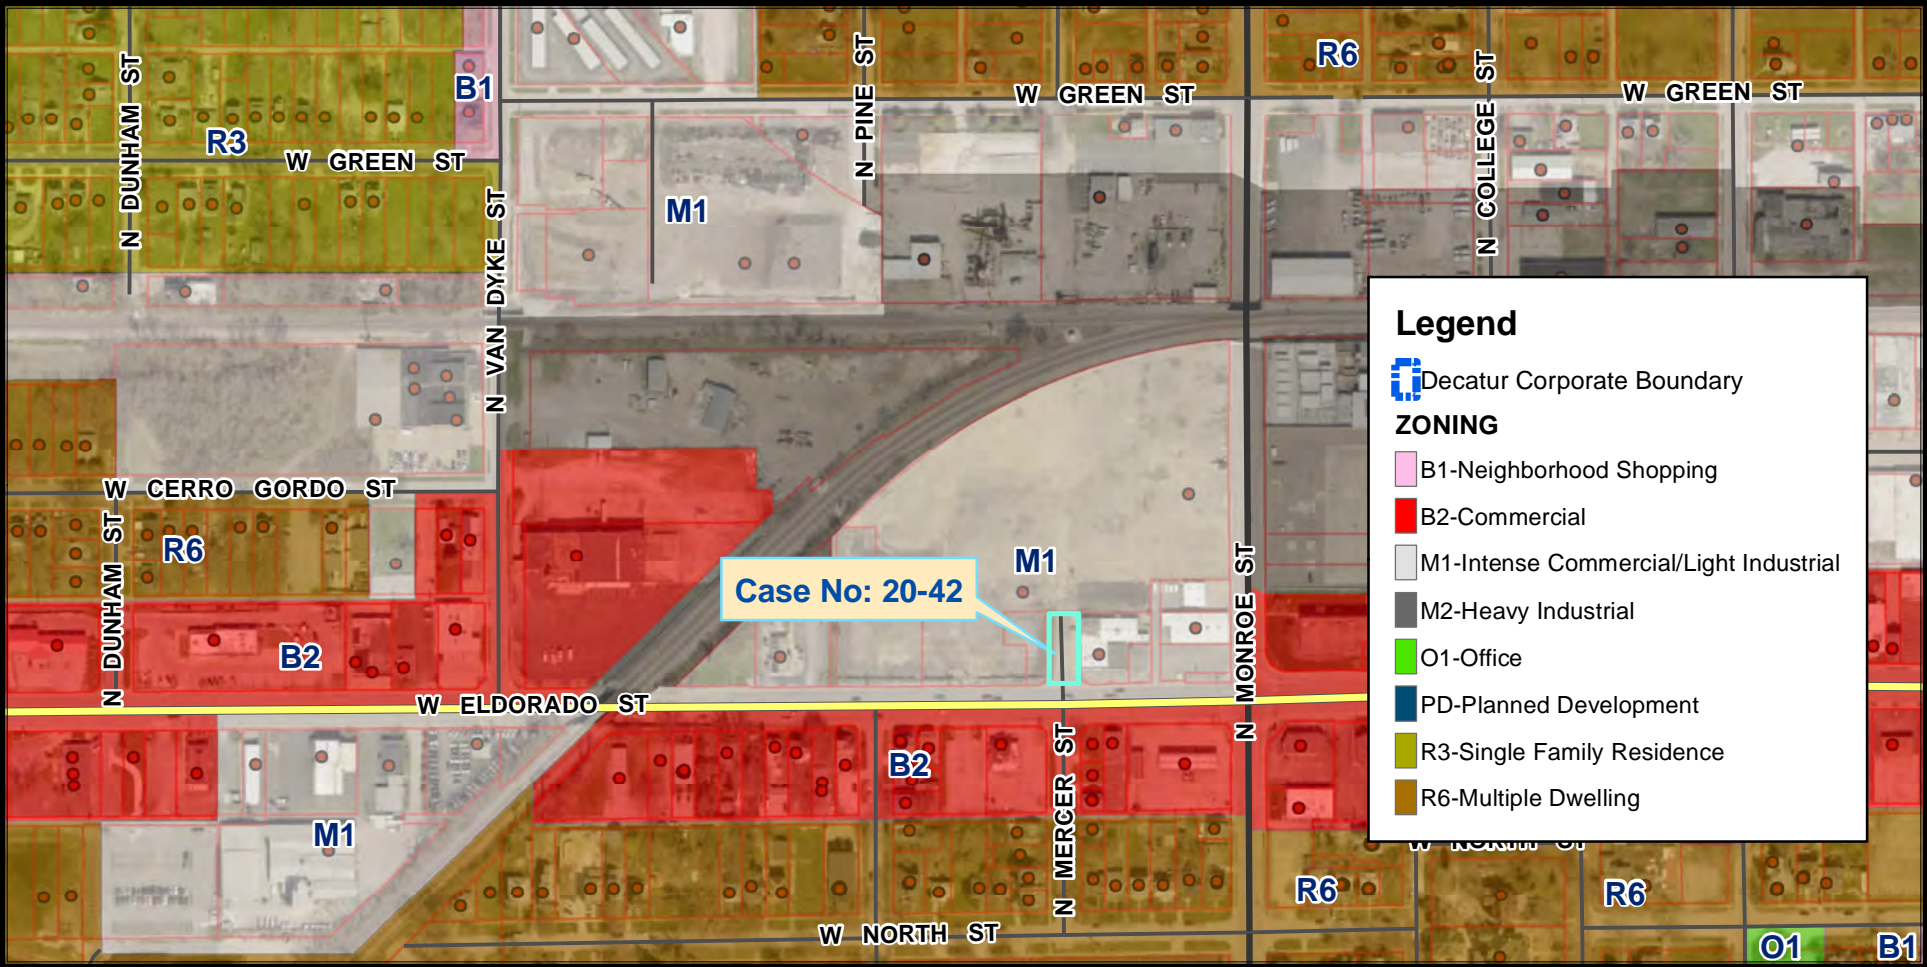 R6
B1
W GREEN ST
W GREEN ST
N DUNHAM ST
N PINE ST
N COLLEGE ST
R3
W GREEN ST
M1
N VAN DYKE ST
Legend
Decatur Corporate Boundary
ZONING
B1-Neighborhood Shopping
B2-Commercial
M1-Intense Commercial/Light Industrial
M2-Heavy Industrial
O1-Office
PD-Planned Development
R3-Single Family Residence
R6-Multiple Dwelling
W CERRO GORDO ST
R6
N DUNHAM ST
M1
Case No: 20-42
N MONROE ST
B2
W ELDORADO ST
B2
N MERCER ST
M1
W NORTH ST
R6
R6
W NORTH ST
O1
B1